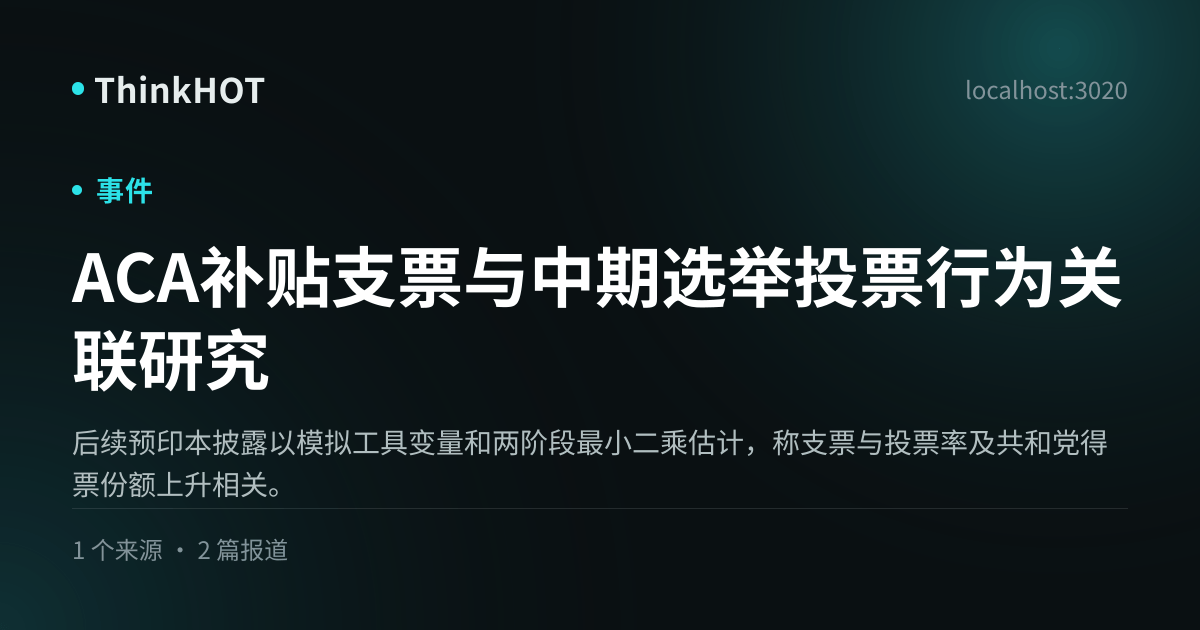 ThinkHOT
localhost:3020
事件
ACA补贴支票与中期选举投票行为关
联研究
后续预印本披露以模拟工具变量和两阶段最小二乘估计，称支票与投票率及共和党得
票份额上升相关。
1 个来源 · 2 篇报道